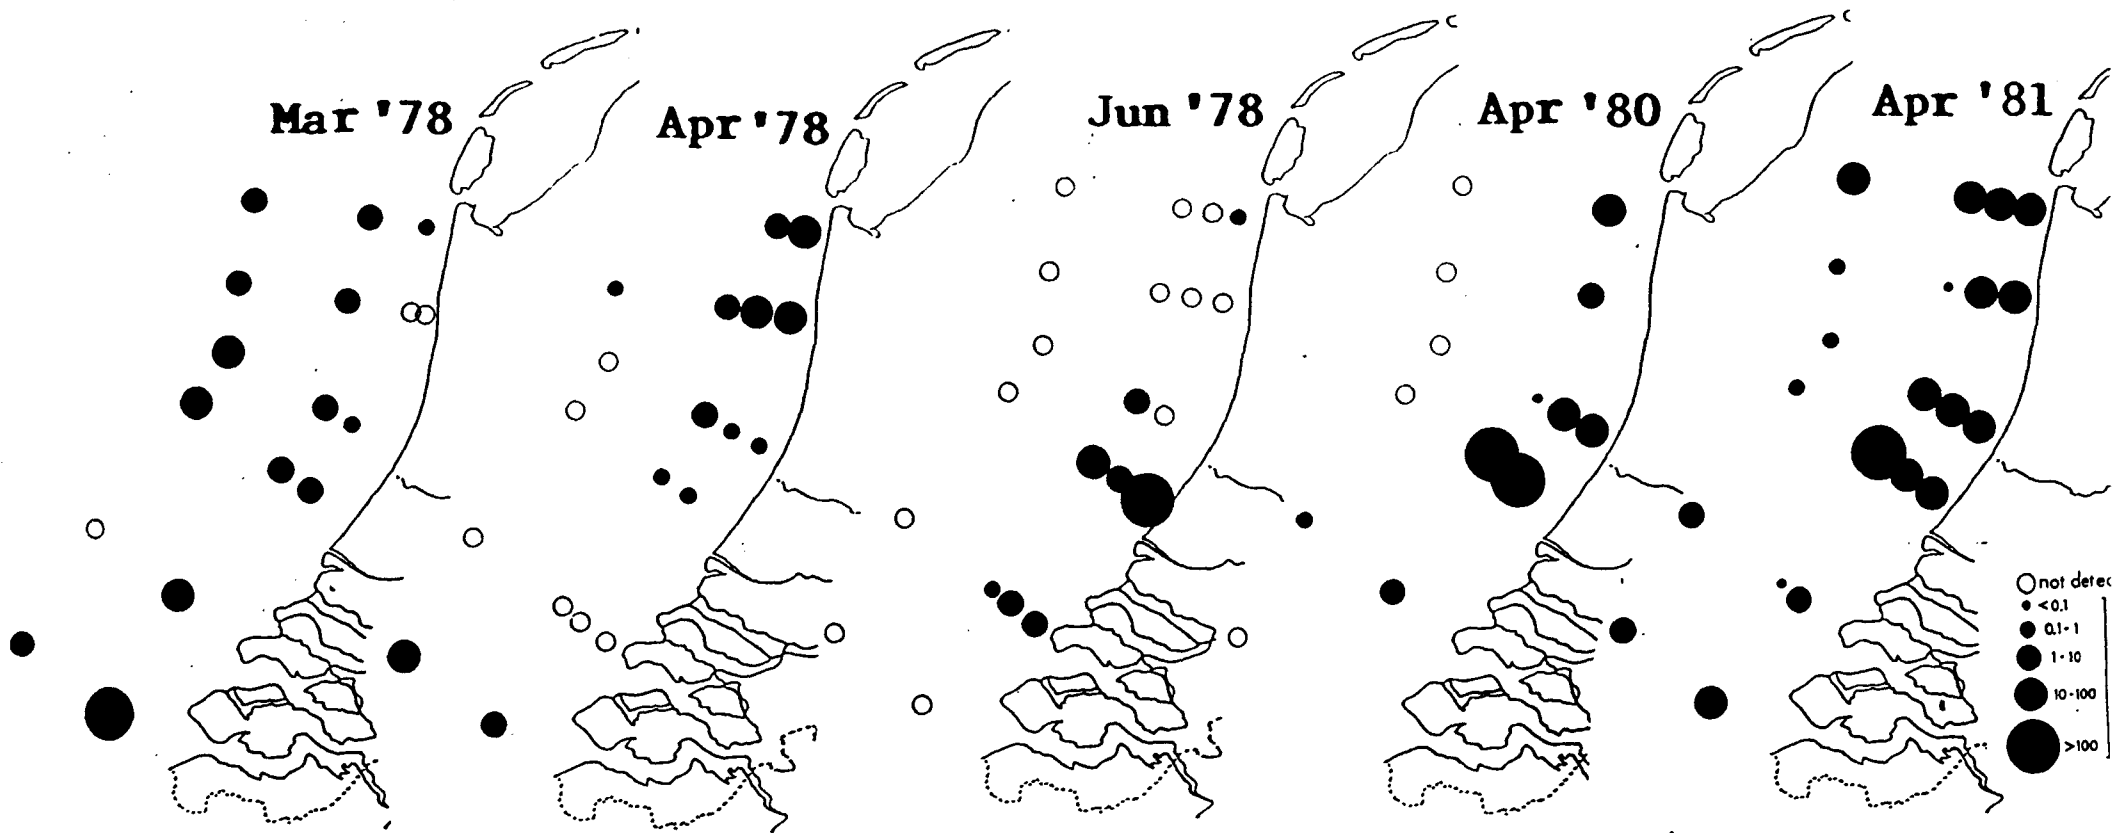 Mar '78
Apr '78
Jun '78
Apr '80
Apr '81
not detec
<0.1
0.1-1
1-10
10-100
>100